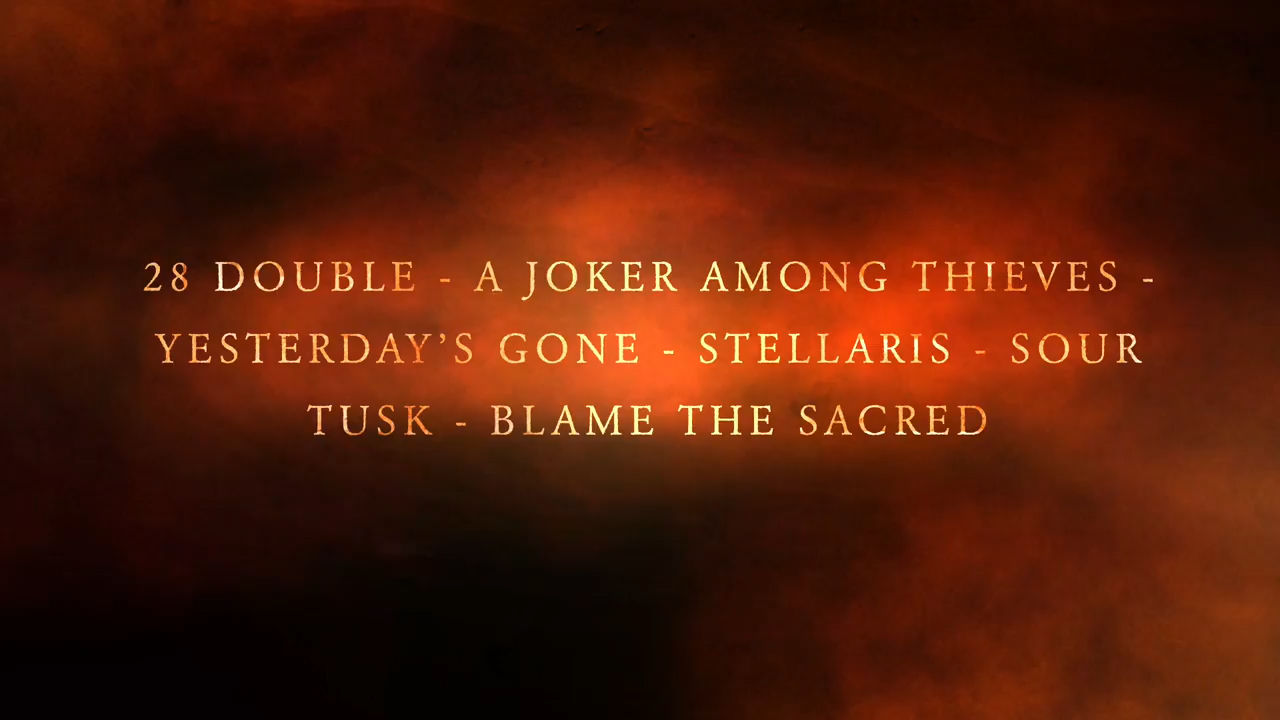 28 DOUBLE - A JOKER AMONG THIEVES -
YESTERDAY’S GONE - STELLARIS - SOUR
TUSK - BLAME THE SACRED